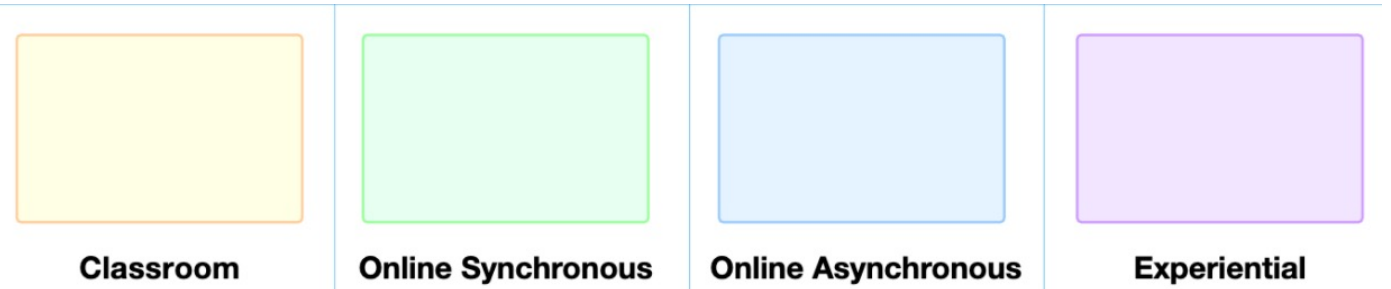 Classroom
Online Synchronous
Online Asynchronous
Experiential